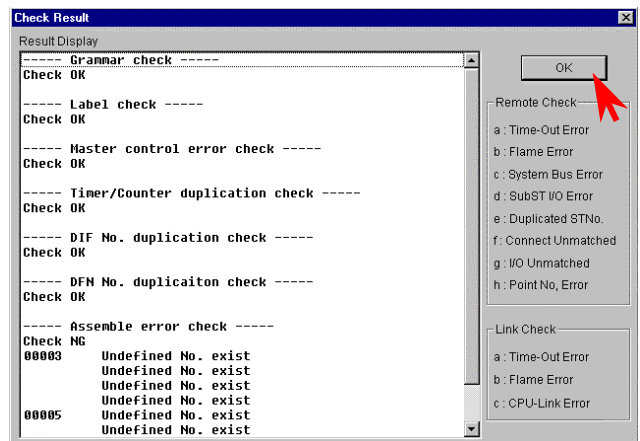 Check Result
Result Display
----- Grammar check -----
Check OK
----- Label check -----
Check OK
----- Master control error check -----
Check OK
----- Timer/Counter duplication check -----
Check OK
----- DIF No. duplication check -----
Check OK
----- DFN No. duplicaiton check -----
Check OK
----- Assemble error check -----
Check NG
00003 Undefined No. exist
Undefined No. exist
Undefined No. exist
Undefined No. exist
00005 Undefined No. exist
Undefined No. exist
OK
Remote Check
a : Time-Out Error
b : Flame Error
c : System Bus Error
d : SubST I/O Error
e : Duplicated STNo.
f : Connect Unmatched
g : I/O Unmatched
h : Point No, Error
Link Check
a : Time-Out Error
b : Flame Error
c : CPU-Link Error